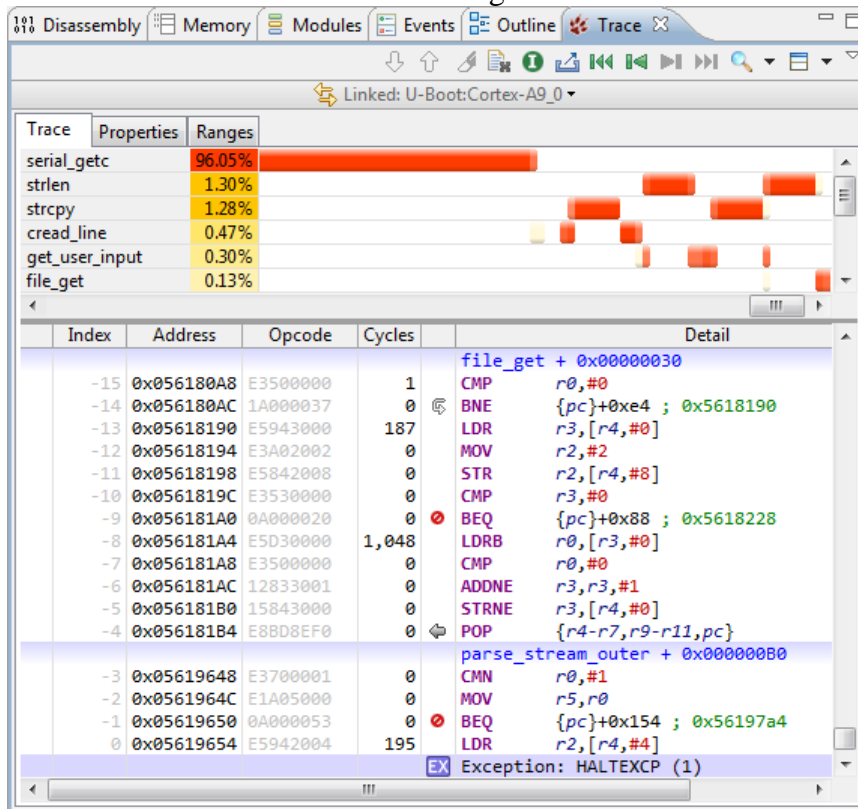 Disassembly Memory Modules Events Outline Trace
Linked: U-Boot:Cortex-A9_0
Trace Properties Ranges
serial_getc 96.05%
strlen 1.30%
strcpy 1.28%
cread_line 0.47%
get_user_input 0.30%
file_get 0.13%
Index Address Opcode Cycles Detail
file_get + 0x00000030
-15 0x056180A8 E3500000 1 CMP r0,#0
-14 0x056180AC 1A000037 0 BNE {pc}+0xe4 ; 0x5618190
-13 0x05618190 E5943000 187 LDR r3,[r4,#0]
-12 0x05618194 E3A02002 0 MOV r2,#2
-11 0x05618198 E5842008 0 STR r2,[r4,#8]
-10 0x0561819C E3530000 0 CMP r3,#0
-9 0x056181A0 0A000020 0 BEQ {pc}+0x88 ; 0x5618228
-8 0x056181A4 E5D30000 1,048 LDRB r0,[r3,#0]
-7 0x056181A8 E3500000 0 CMP r0,#0
-6 0x056181AC 12833001 0 ADDNE r3,r3,#1
-5 0x056181B0 15843000 0 STRNE r3,[r4,#0]
-4 0x056181B4 E8BD8EF0 0 POP {r4-r7,r9-r11,pc}
parse_stream_outer + 0x000000B0
-3 0x05619648 E3700001 0 CMN r0,#1
-2 0x0561964C E1A05000 0 MOV r5,r0
-1 0x05619650 0A000053 0 BEQ {pc}+0x154 ; 0x56197a4
0 0x05619654 E5942004 195 LDR r2,[r4,#4]
EX Exception: HALTEXCP (1)